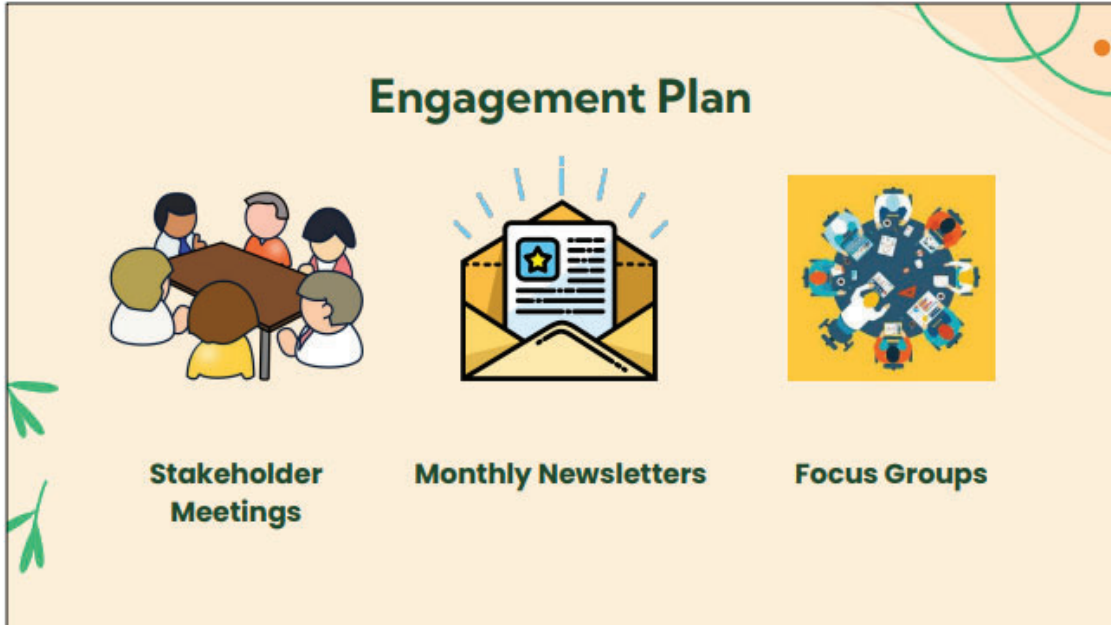 Engagement Plan
Stakeholder
Meetings
Monthly Newsletters
Focus Groups